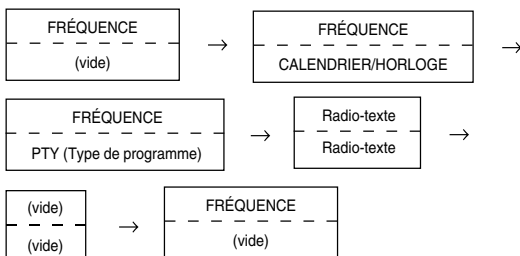 FRÉQUENCE
(vide)
FRÉQUENCE
CALENDRIER/HORLOGE
FRÉQUENCE
PTY (Type de programme)
Radio-texte
Radio-texte
(vide)
(vide)
FRÉQUENCE
(vide)